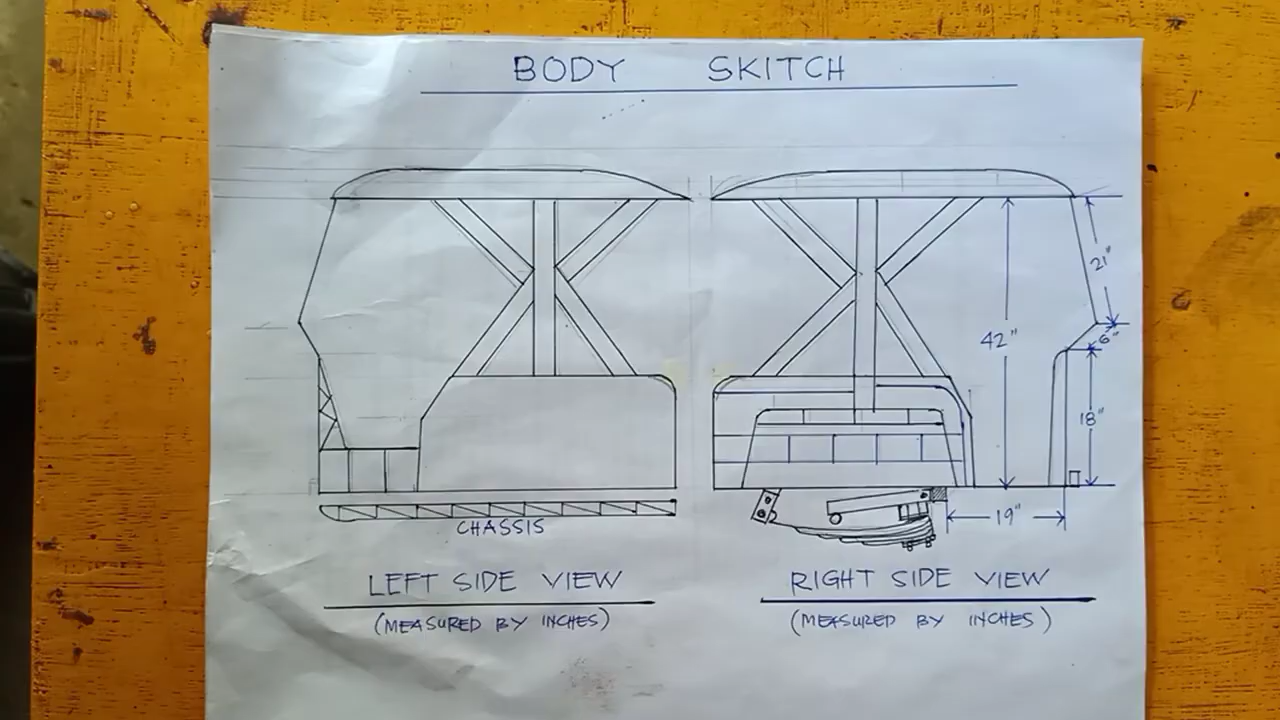 BODY SKITCH
21"
42"
6"
18"
19"
CHASSIS
LEFT SIDE VIEW
(MEASURED BY INCHES)
RIGHT SIDE VIEW
(MEASURED BY INCHES)